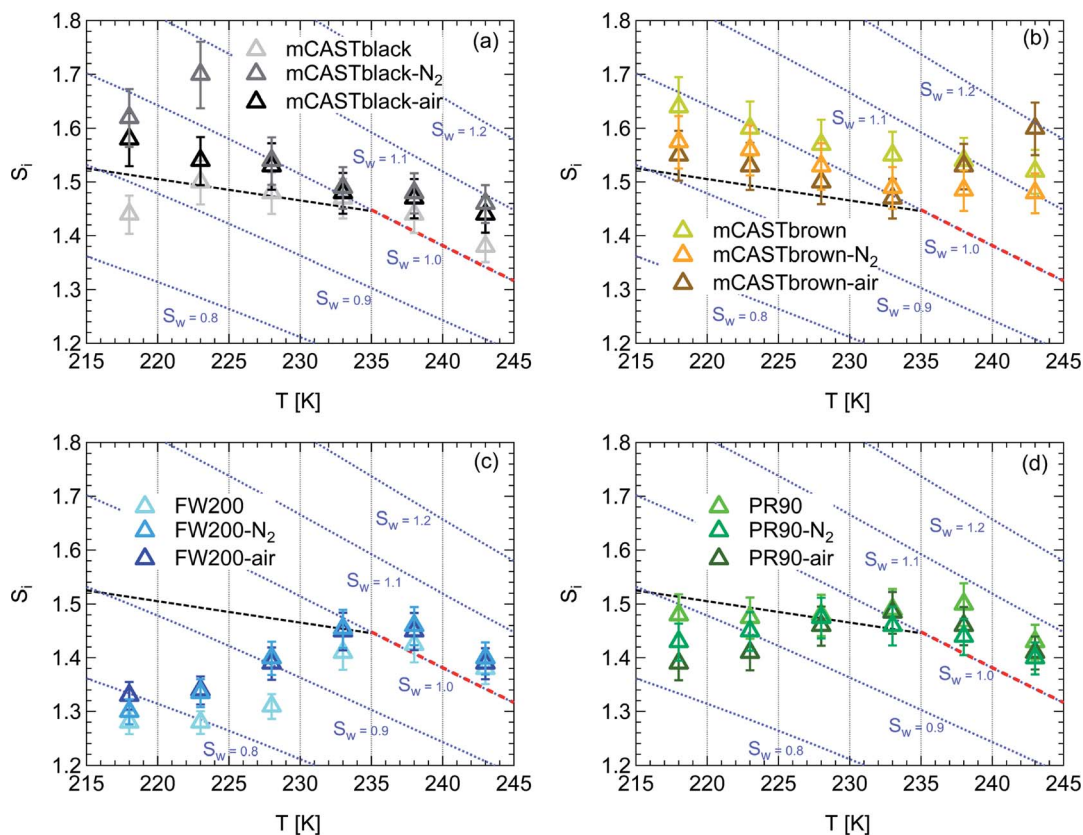 (a)
mCASTblack
mCASTblack-N₂
mCASTblack-air
Sw = 1.2
Sw = 1.1
Sw = 1.0
Sw = 0.9
Sw = 0.8
Si
1.8
1.7
1.6
1.5
1.4
1.3
1.2
215 220 225 230 235 240 245
T [K]
(b)
Sw = 1.2
Sw = 1.1
mCASTbrown
mCASTbrown-N₂
mCASTbrown-air
Sw = 1.0
Sw = 0.9
Sw = 0.8
Si
1.8
1.7
1.6
1.5
1.4
1.3
1.2
215 220 225 230 235 240 245
T [K]
(c)
FW200
FW200-N₂
FW200-air
Sw = 1.2
Sw = 1.1
Sw = 1.0
Sw = 0.9
Sw = 0.8
Si
1.8
1.7
1.6
1.5
1.4
1.3
1.2
215 220 225 230 235 240 245
T [K]
(d)
PR90
PR90-N₂
PR90-air
Sw = 1.2
Sw = 1.1
Sw = 1.0
Sw = 0.9
Sw = 0.8
Si
1.8
1.7
1.6
1.5
1.4
1.3
1.2
215 220 225 230 235 240 245
T [K]